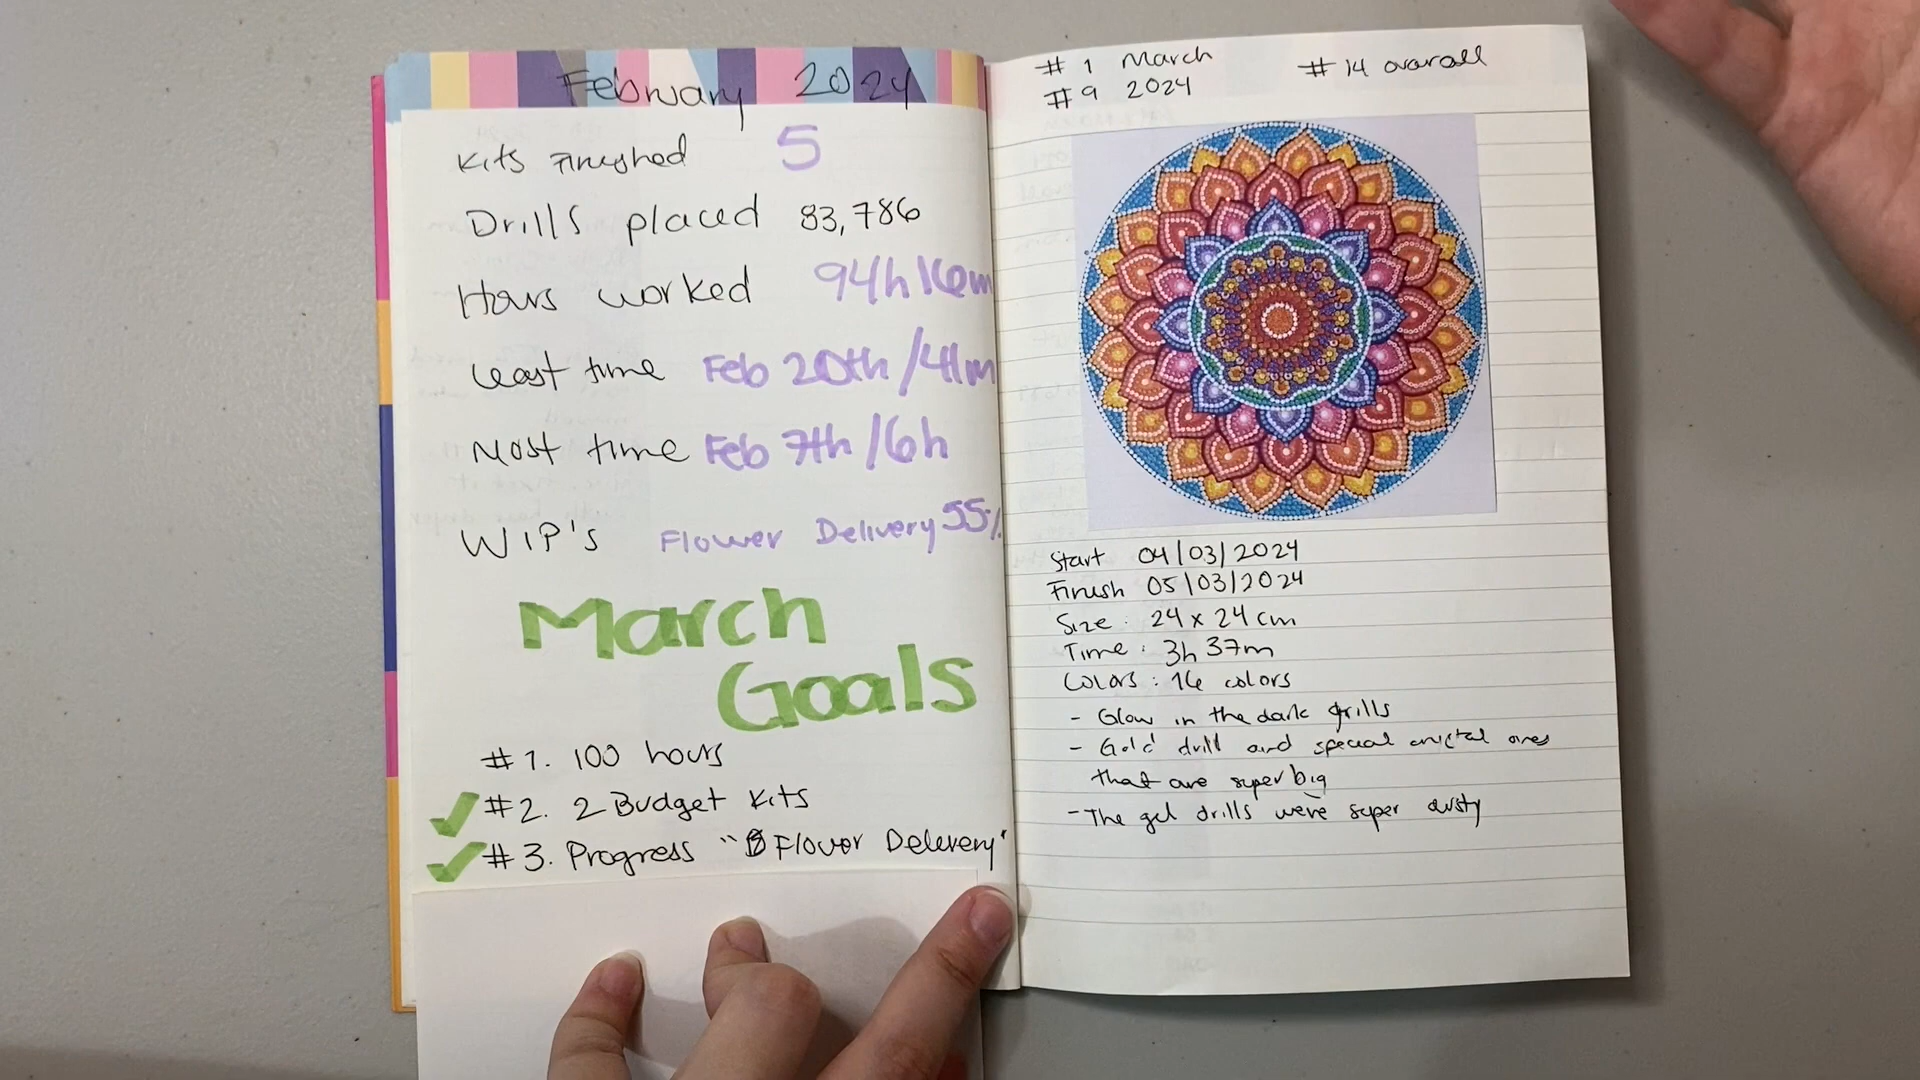 February 2024
Kits Finished 5
Drills placed 83,786
Hours worked 94h 16m
Least time Feb 20th / 41m
Most time Feb 7th / 6h
WIP's Flower Delivery 55%
March
Goals
#1. 100 hours
#2. 2 Budget Kits
#3. Progress "Flower Delevery"
#1 March
#9 2024
#14 overall
Start 04/03/2024
Finish 05/03/2024
Size: 24 x 24 cm
Time: 3h 37m
Colors: 16 colors
- Glow in the dark drills
- Gold drill and special cristal ones
that are super big
- The gel drills were super dusty